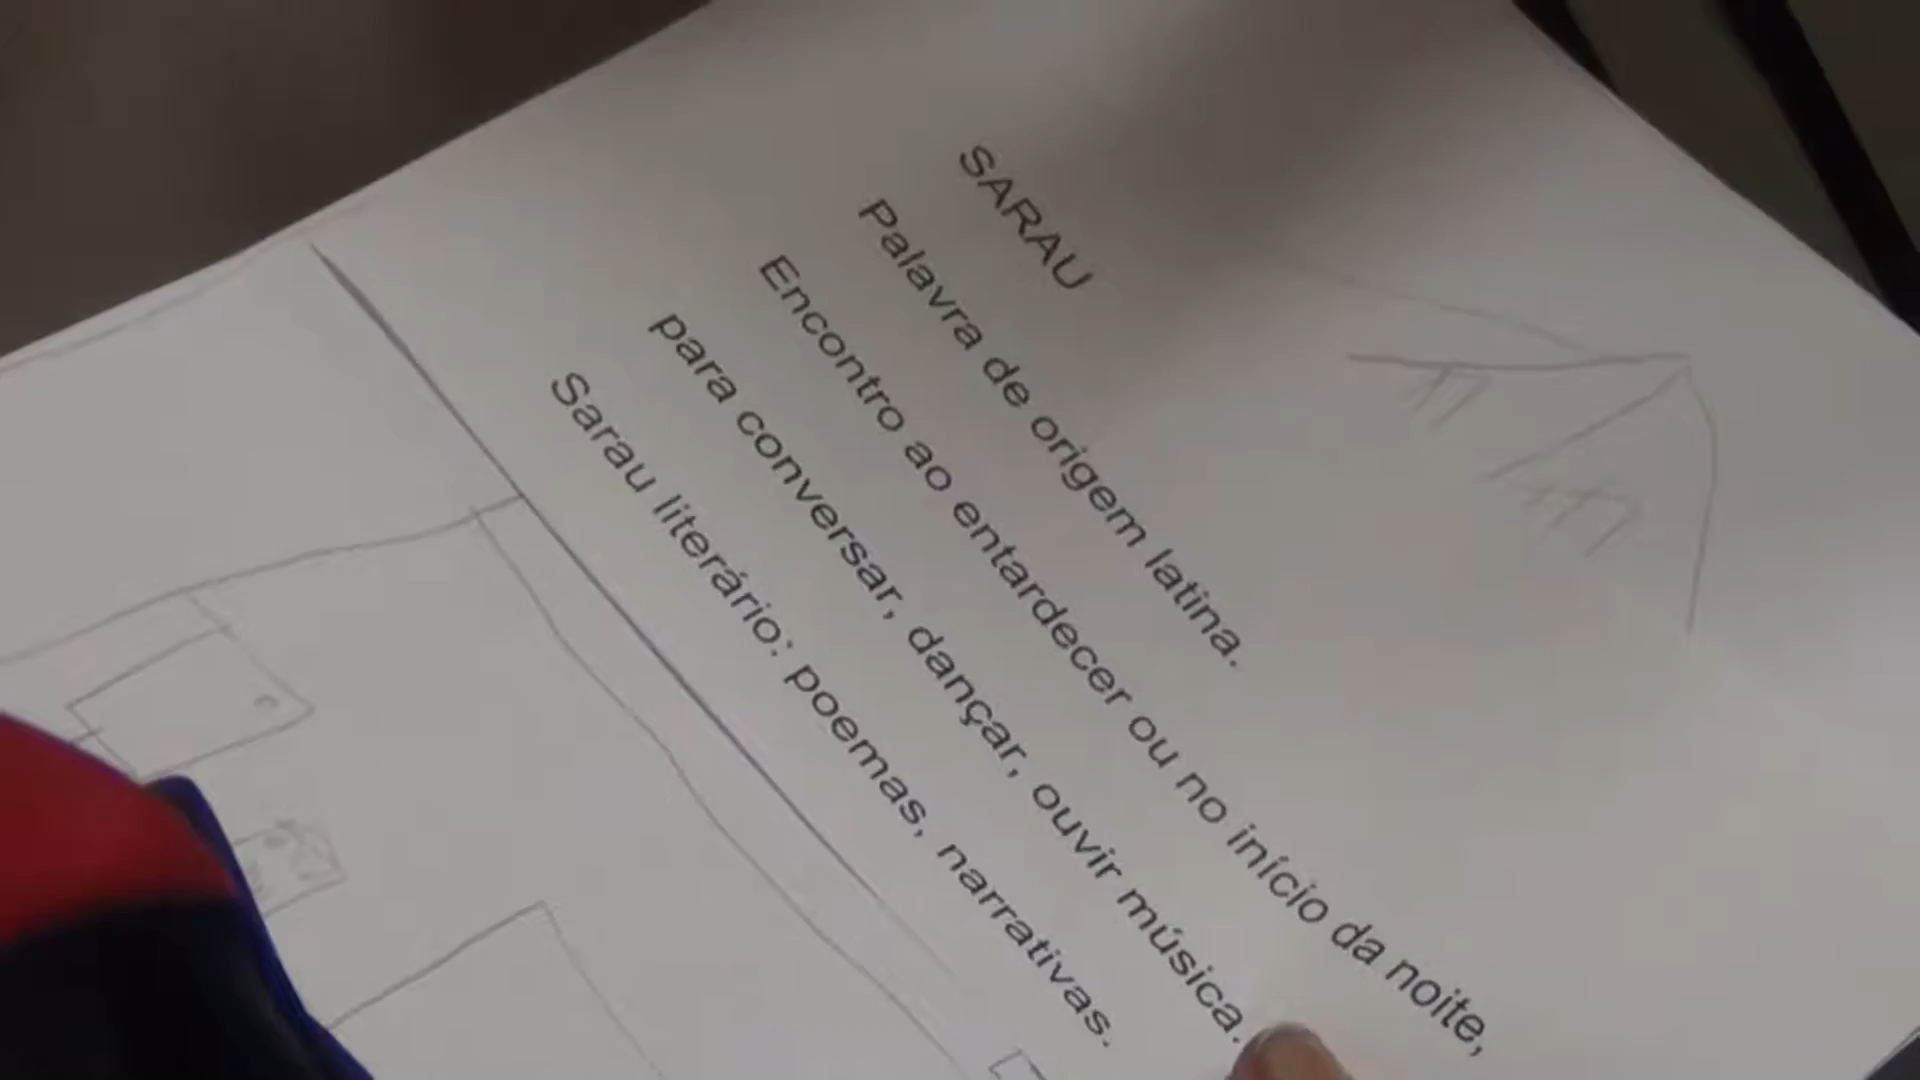 SARAU
Palavra de origem latina.
Encontro ao entardecer ou no início da noite,
para conversar, dançar, ouvir música.
Sarau literário: poemas, narrativas.